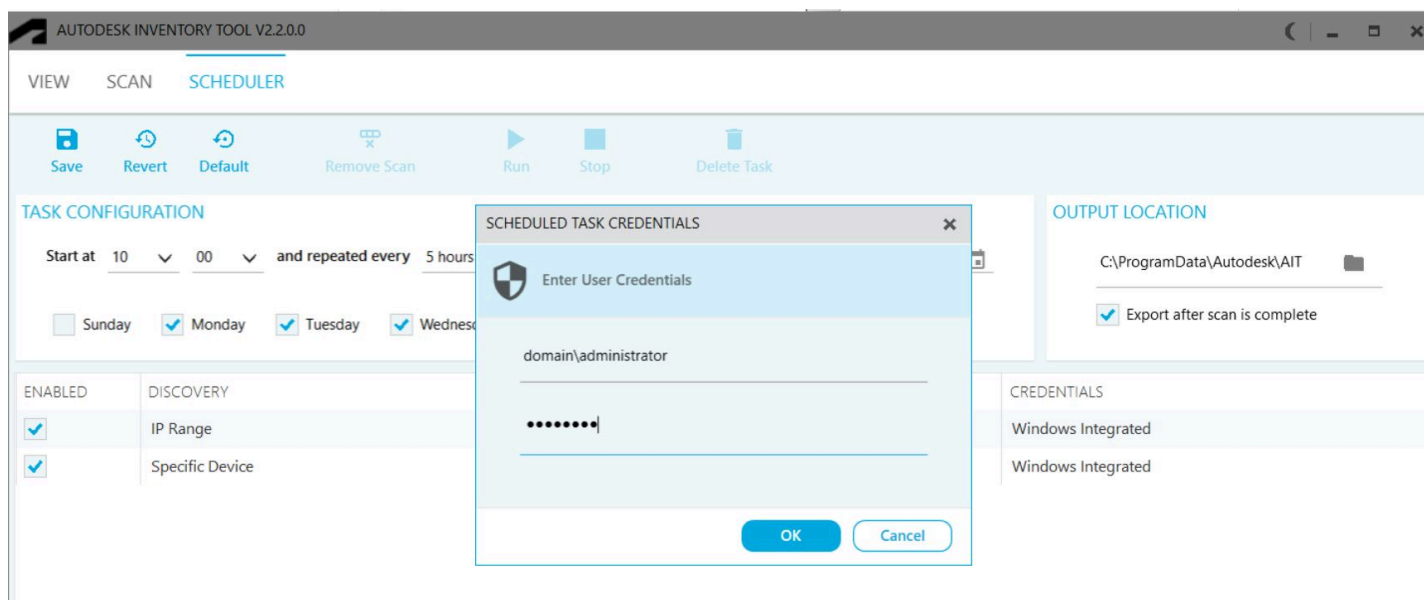 AUTODESK INVENTORY TOOL V2.2.0.0
VIEW SCAN SCHEDULER
Save Revert Default Remove Scan Run Stop Delete Task
TASK CONFIGURATION
Start at 10 00 and repeated every 5 hours
Sunday Monday Tuesday
SCHEDULED TASK CREDENTIALS
Enter User Credentials
domain\administrator
••••••••
OK Cancel
OUTPUT LOCATION
C:\ProgramData\Autodesk\AIT
Export after scan is complete
ENABLED DISCOVERY CREDENTIALS
IP Range Windows Integrated
Specific Device Windows Integrated